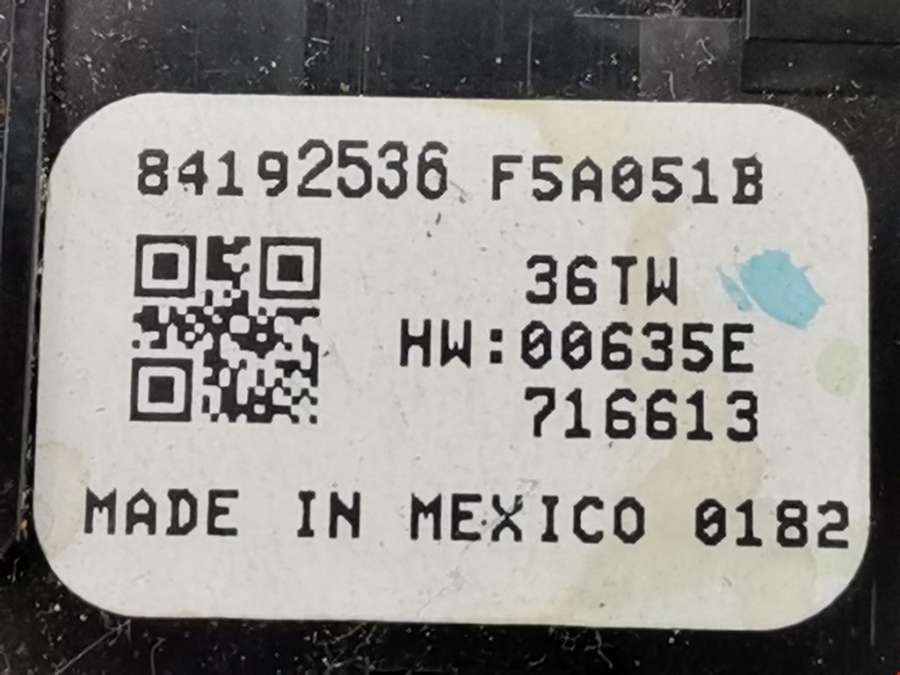 84192536 F5A051B
36TW
HW:00635E
716613
MADE IN MEXICO 0182